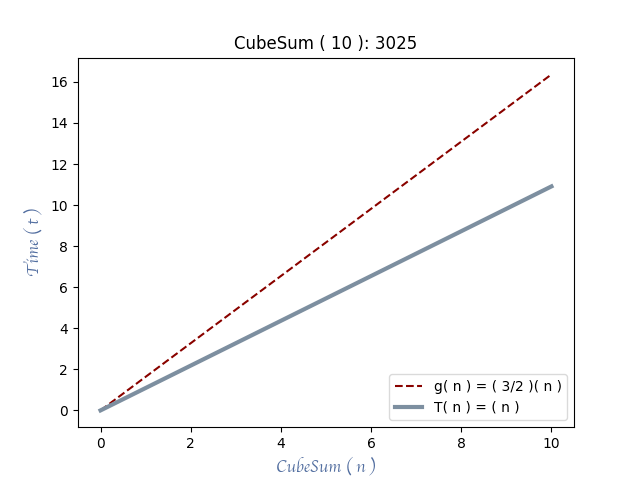 CubeSum ( 10 ): 3025
16
14
12
10
8
6
4
2
0
Time ( t )
0 2 4 6 8 10
CubeSum ( n )
g( n ) = ( 3/2 )( n )
T( n ) = ( n )